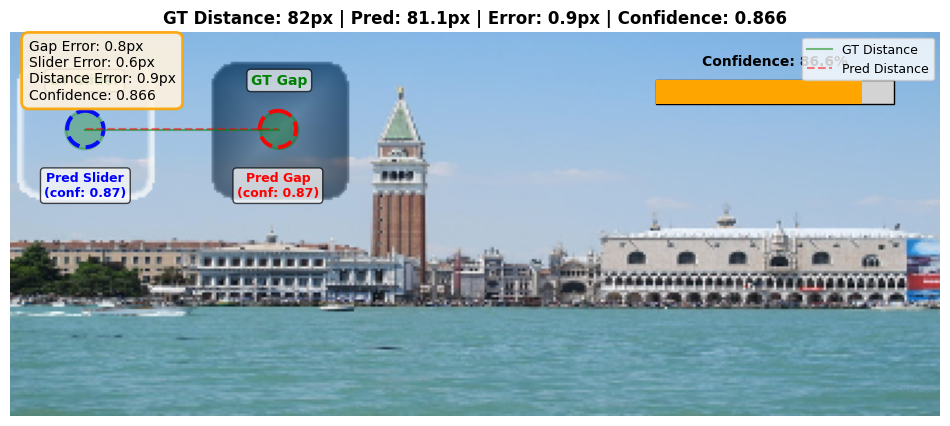 GT Distance: 82px | Pred: 81.1px | Error: 0.9px | Confidence: 0.866
Gap Error: 0.8px
Slider Error: 0.6px
Distance Error: 0.9px
Confidence: 0.866
GT Gap
Confidence: 86.6%
GT Distance
Pred Distance
Pred Slider
(conf: 0.87)
Pred Gap
(conf: 0.87)